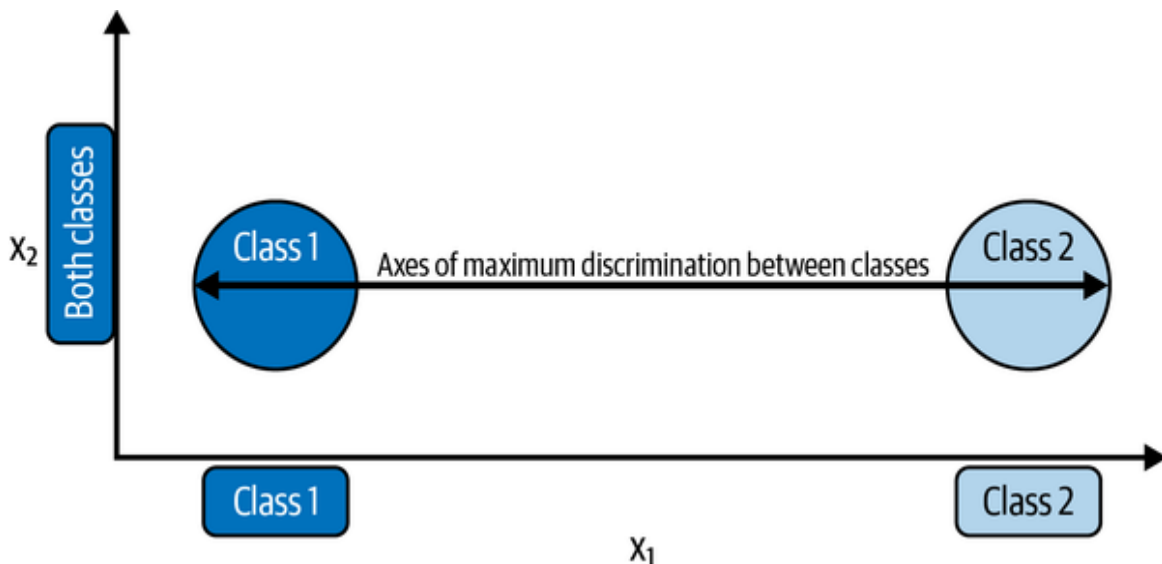 Both classes
X₂
Class 1
Axes of maximum discrimination between classes
Class 2
Class 1
Class 2
X₁